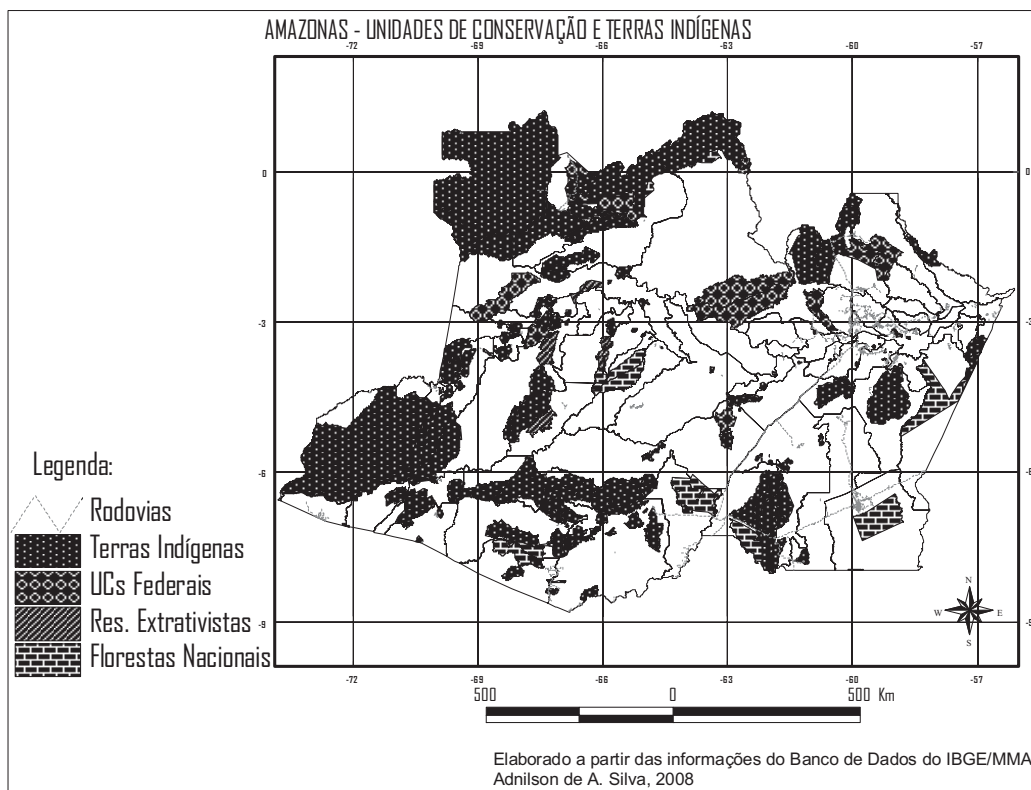 AMAZONAS - UNIDADES DE CONSERVAÇÃO E TERRAS INDÍGENAS
-72 -69 -66 -63 -60 -57
0 0
-3 -3
-6 -6
-9 -9
Legenda:
Rodovias
Terras Indígenas
UCs Federais
Res. Extrativistas
Florestas Nacionais
N
W E
S
-72 -69 -66 -63 -60 -57
500 0 500 Km
Elaborado a partir das informações do Banco de Dados do IBGE/MMA
Adnilson de A. Silva, 2008